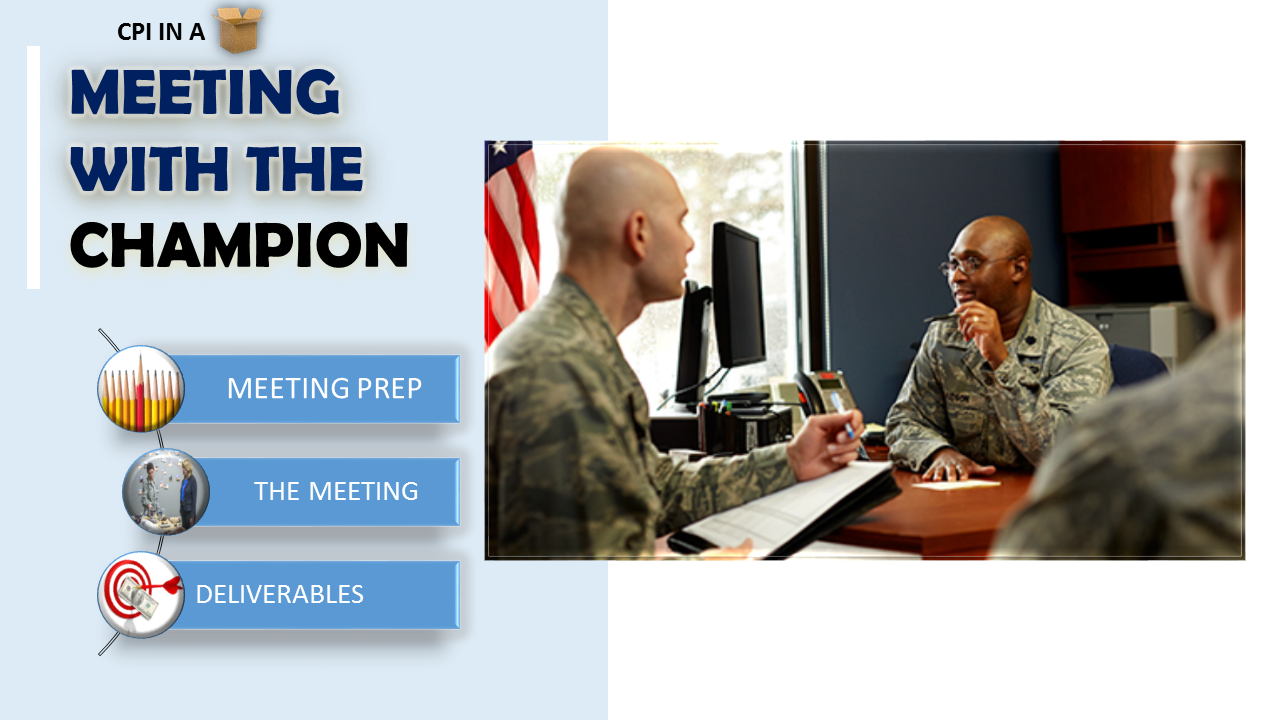 CPI IN A
MEETING
WITH THE
CHAMPION
MEETING PREP
THE MEETING
DELIVERABLES